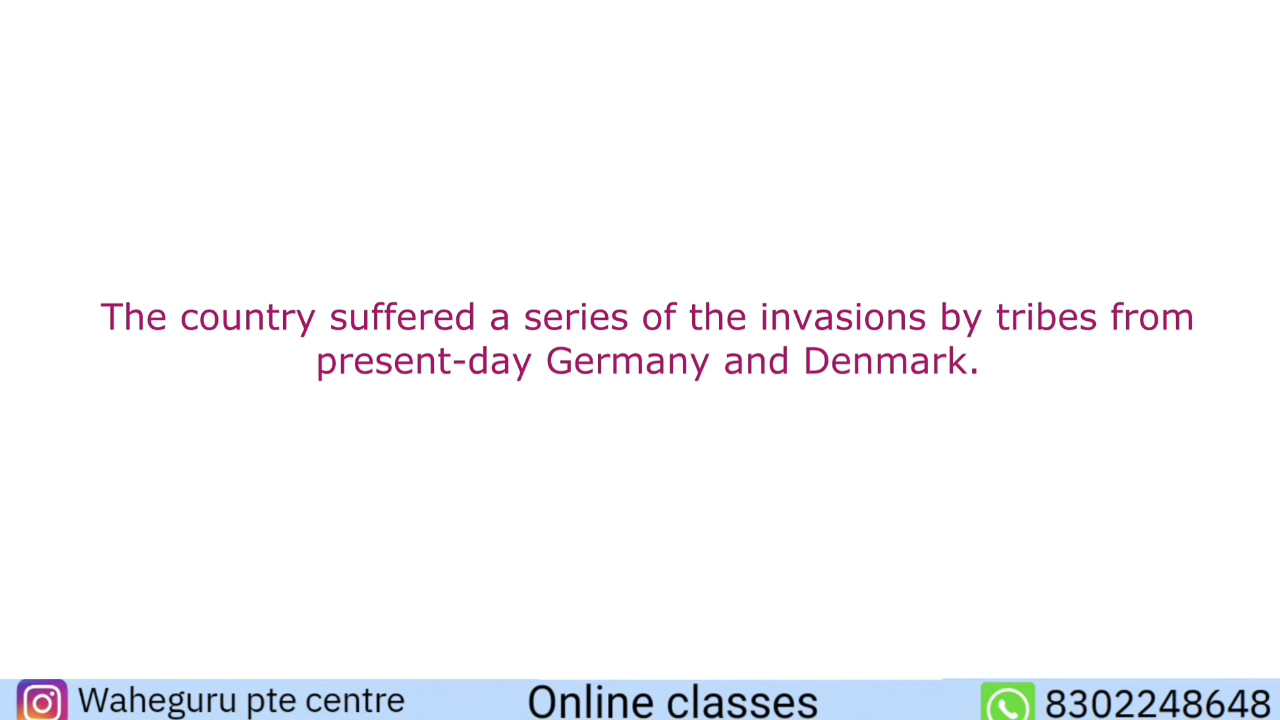 The country suffered a series of the invasions by tribes from
present-day Germany and Denmark.
Waheguru pte centre
Online classes
8302248648